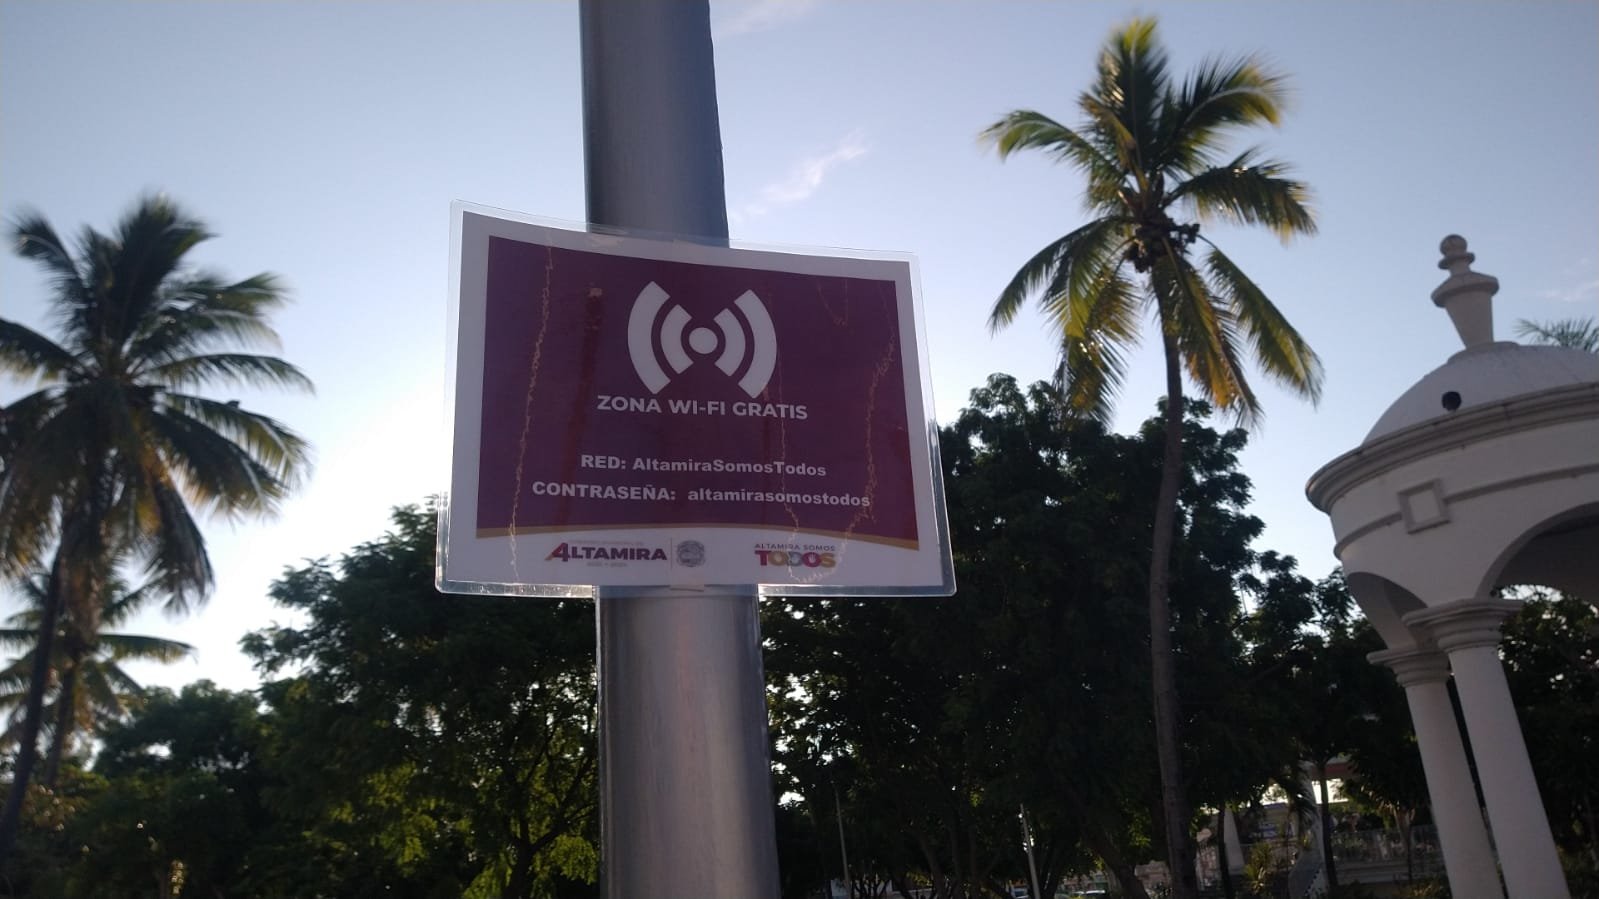 ZONA WI-FI GRATIS
RED: AltamiraSomosTodos
CONTRASEÑA: altamirasomostodos
ALTAMIRA
ALTAMIRA SOMOS
TODOS